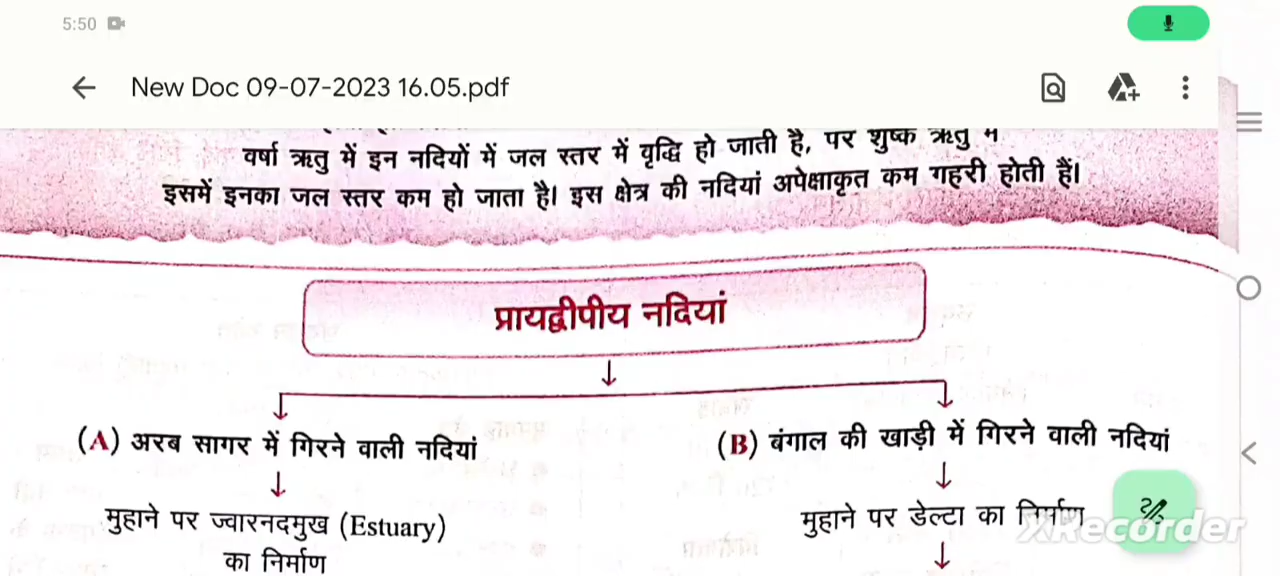 5:50
New Doc 09-07-2023 16.05.pdf
वर्षा ऋतु में इन नदियों में जल स्तर में वृद्धि हो जाती है, पर शुष्क ऋतु में
इसमें इनका जल स्तर कम हो जाता है। इस क्षेत्र की नदियां अपेक्षाकृत कम गहरी होती हैं।
प्रायद्वीपीय नदियां
(A) अरब सागर में गिरने वाली नदियां
(B) बंगाल की खाड़ी में गिरने वाली नदियां
मुहाने पर ज्वारनदमुख (Estuary)
का निर्माण
मुहाने पर डेल्टा का निर्माण
XRecorder